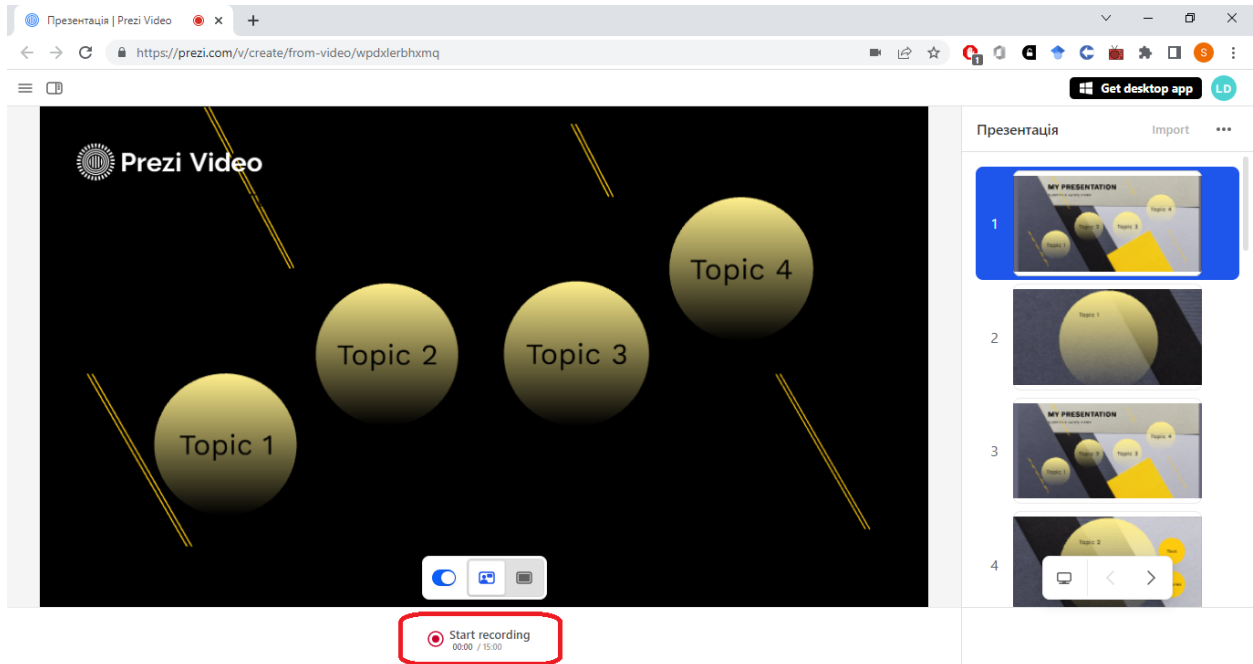 Презентація | Prezi Video
https://prezi.com/v/create/from-video/wpdxlerbhxmq
1
S
Get desktop app
LD
Prezi Video
Topic 1
Topic 2
Topic 3
Topic 4
Start recording
00:00 / 15:00
Презентація
Import
1
MY PRESENTATION
Topic 1
Topic 2
Topic 3
Topic 4
2
Topic 1
3
MY PRESENTATION
Topic 1
Topic 2
Topic 3
Topic 4
4
Topic 2